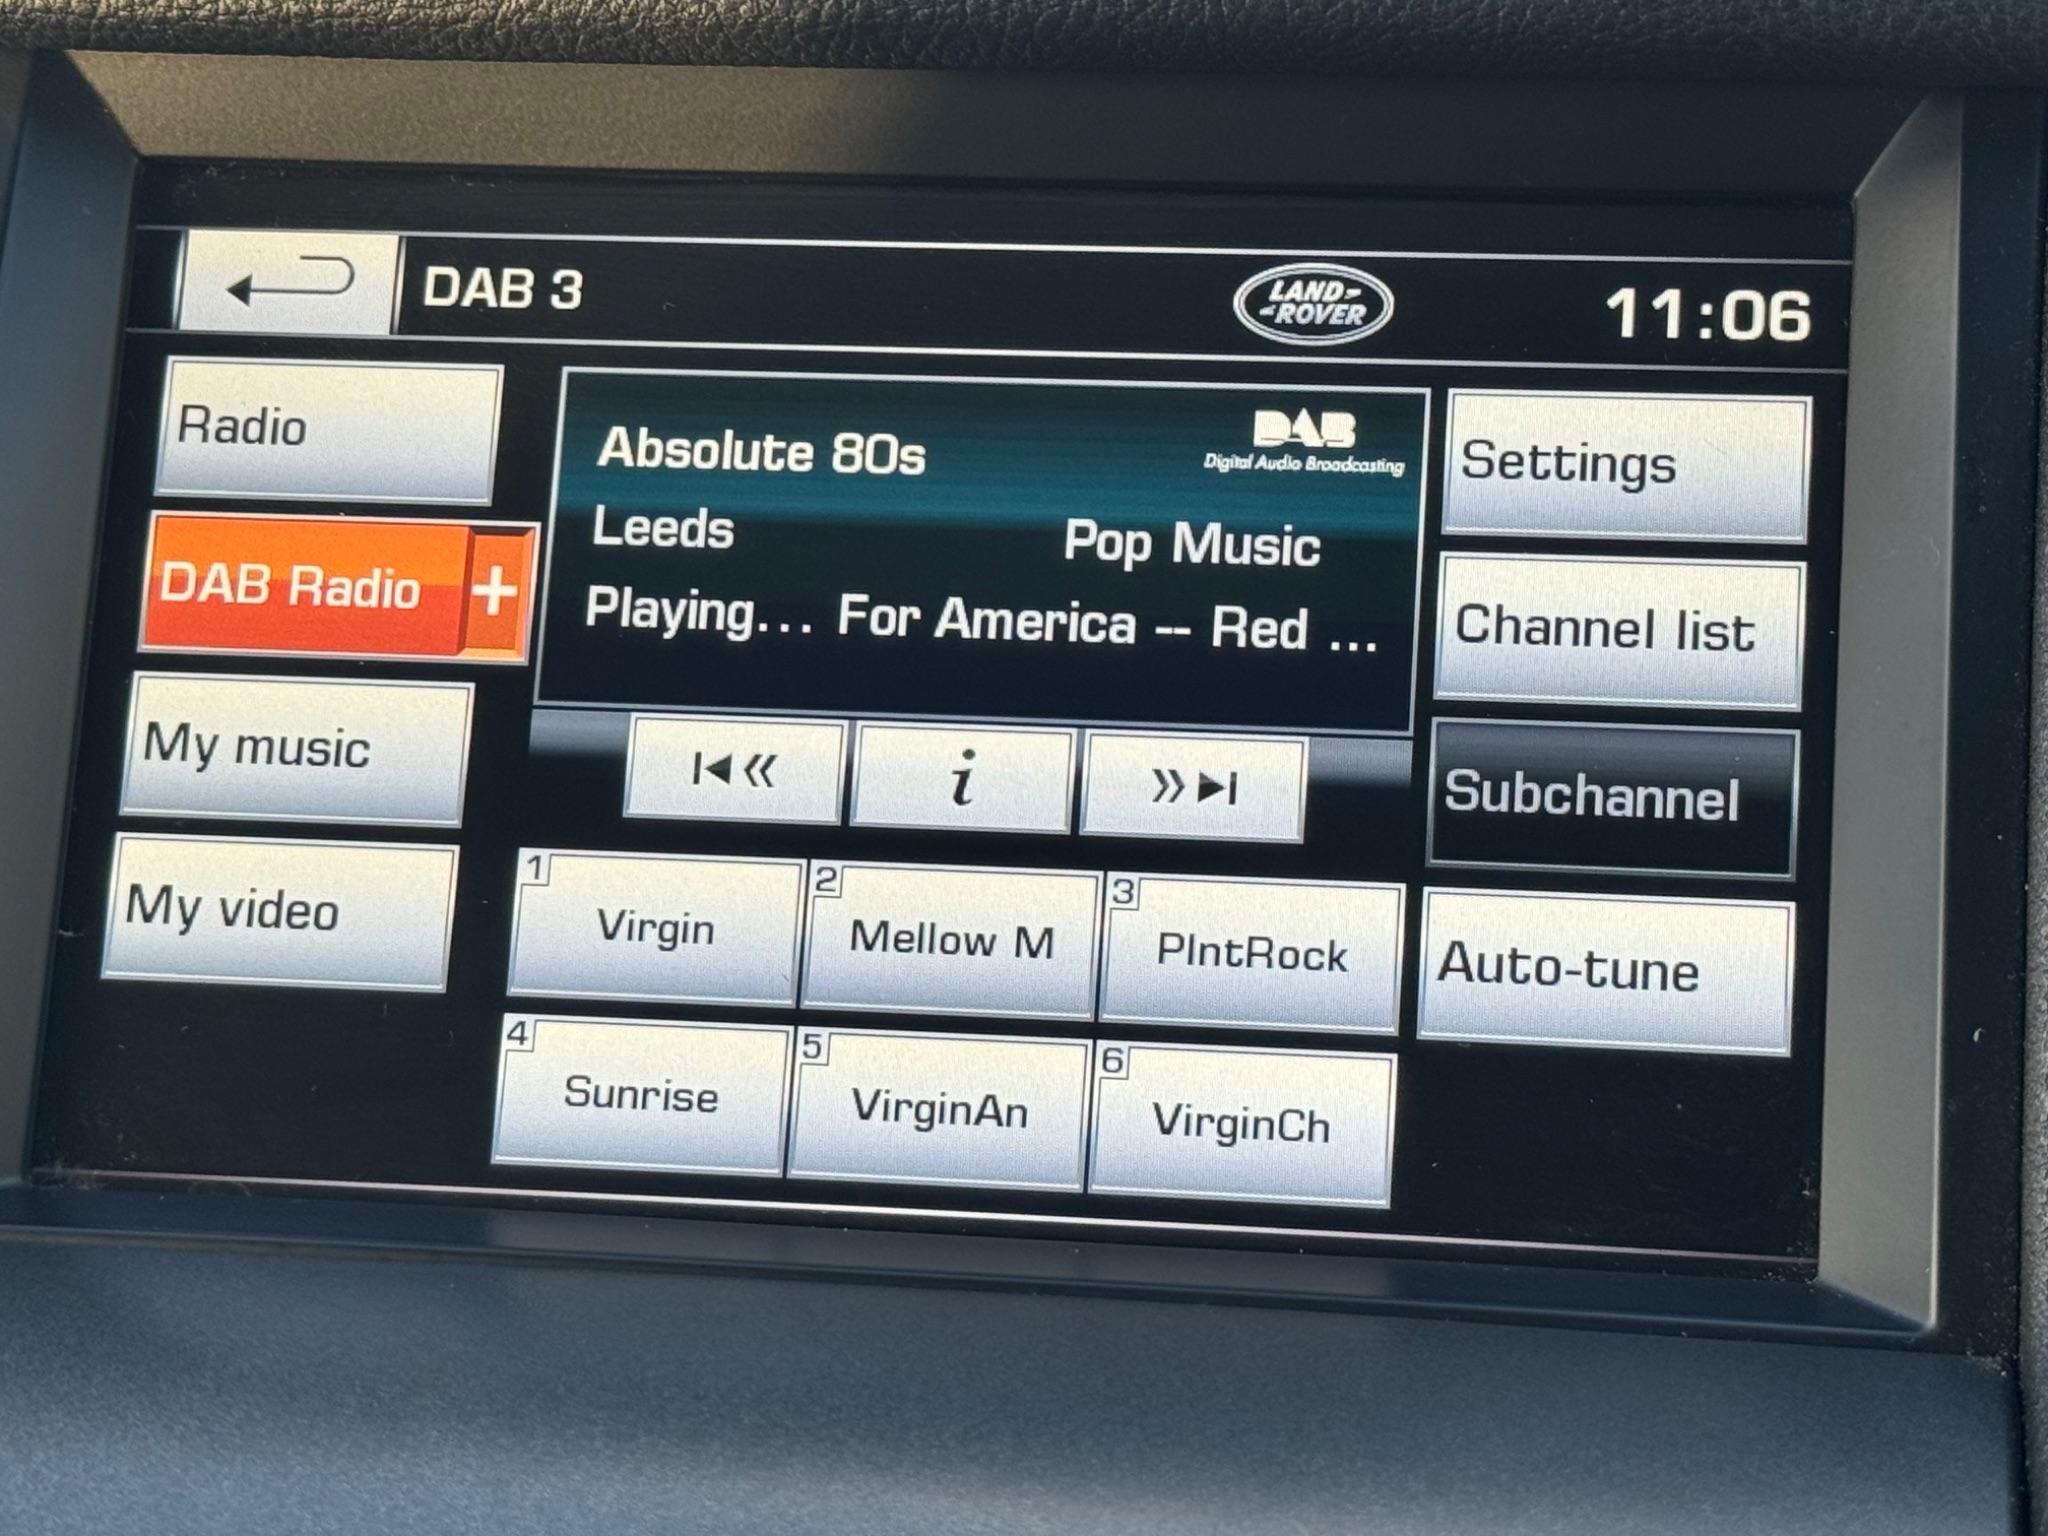 DAB 3
LAND-
-ROVER
11:06
Radio
DAB Radio +
My music
My video
Absolute 80s
DAB
Digital Audio Broadcasting
Leeds
Pop Music
Playing... For America -- Red ...
i
1
Virgin
2
Mellow M
3
PlntRock
4
Sunrise
5
VirginAn
6
VirginCh
Settings
Channel list
Subchannel
Auto-tune